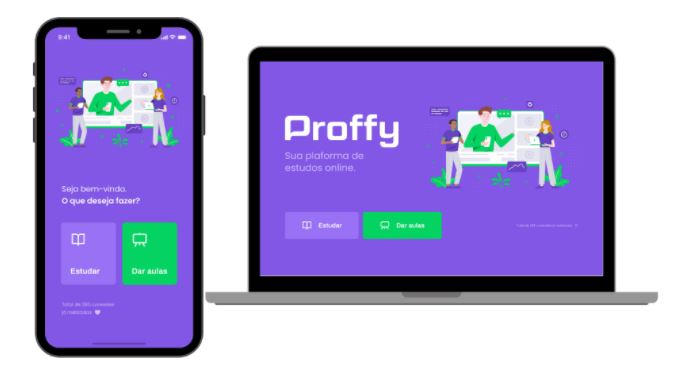 9:41
Seja bem-vindo.
O que deseja fazer?
Estudar
Dar aulas
Total de 285 conexões
já realizadas
Proffy
Sua plaforma de
estudos online.
Estudar
Dar aulas
Total de 285 conexões realizadas